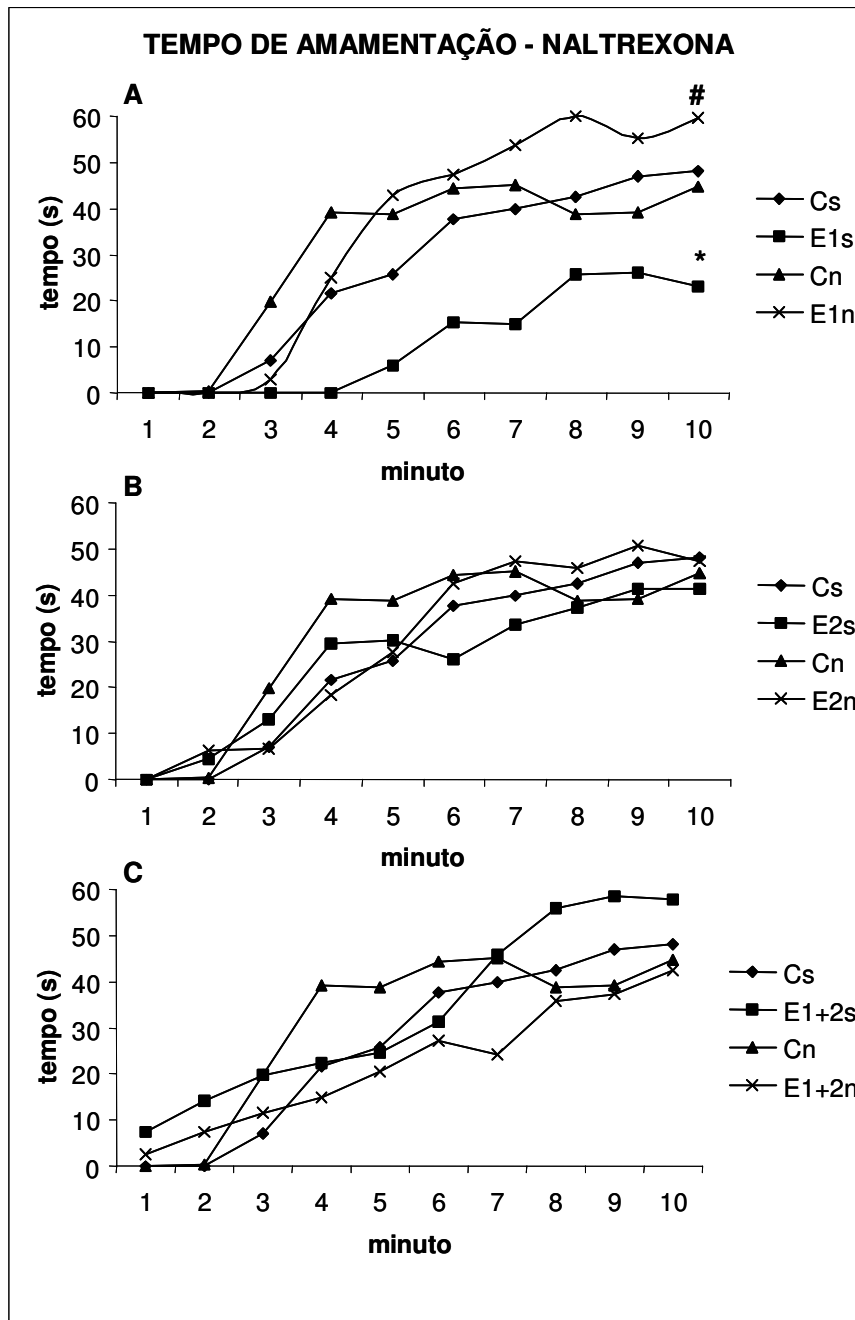 TEMPO DE AMAMENTAÇÃO - NALTREXONA
A
#
60
50
40
30
20
10
0
tempo (s)
*
1 2 3 4 5 6 7 8 9 10
minuto
Cs
E1s
Cn
E1n
B
60
50
40
30
20
10
0
tempo (s)
1 2 3 4 5 6 7 8 9 10
minuto
Cs
E2s
Cn
E2n
C
60
50
40
30
20
10
0
tempo (s)
1 2 3 4 5 6 7 8 9 10
minuto
Cs
E1+2s
Cn
E1+2n